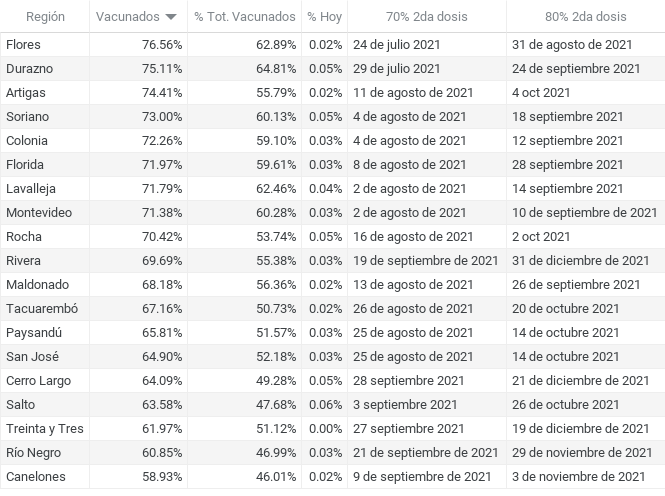 Región Vacunados % Tot. Vacunados % Hoy 70% 2da dosis 80% 2da dosis
Flores 76.56% 62.89% 0.02% 24 de julio 2021 31 de agosto de 2021
Durazno 75.11% 64.81% 0.05% 29 de julio 2021 24 de septiembre 2021
Artigas 74.41% 55.79% 0.02% 11 de agosto de 2021 4 oct 2021
Soriano 73.00% 60.13% 0.05% 4 de agosto de 2021 18 septiembre 2021
Colonia 72.26% 59.10% 0.03% 4 de agosto de 2021 12 septiembre 2021
Florida 71.97% 59.61% 0.03% 8 de agosto de 2021 28 septiembre 2021
Lavalleja 71.79% 62.46% 0.04% 2 de agosto de 2021 14 septiembre 2021
Montevideo 71.38% 60.28% 0.03% 2 de agosto de 2021 10 de septiembre de 2021
Rocha 70.42% 53.74% 0.05% 16 de agosto de 2021 2 oct 2021
Rivera 69.69% 55.38% 0.03% 19 de septiembre de 2021 31 de diciembre de 2021
Maldonado 68.18% 56.36% 0.02% 13 de agosto de 2021 26 de septiembre 2021
Tacuarembó 67.16% 50.73% 0.02% 26 de agosto de 2021 20 de octubre 2021
Paysandú 65.81% 51.57% 0.03% 25 de agosto de 2021 14 de octubre 2021
San José 64.90% 52.18% 0.03% 25 de agosto de 2021 14 de octubre 2021
Cerro Largo 64.09% 49.28% 0.05% 28 septiembre 2021 21 de diciembre de 2021
Salto 63.58% 47.68% 0.06% 3 septiembre 2021 26 de octubre 2021
Treinta y Tres 61.97% 51.12% 0.00% 27 septiembre 2021 19 de diciembre de 2021
Río Negro 60.85% 46.99% 0.03% 21 de septiembre de 2021 29 de noviembre de 2021
Canelones 58.93% 46.01% 0.02% 9 de septiembre de 2021 3 de noviembre de 2021